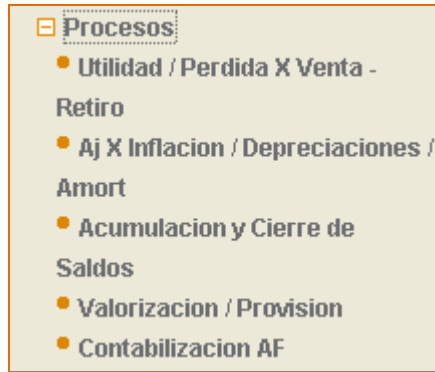 Procesos
Utilidad / Perdida X Venta -
Retiro
Aj X Inflacion / Depreciaciones /
Amort
Acumulacion y Cierre de
Saldos
Valorizacion / Provision
Contabilizacion AF